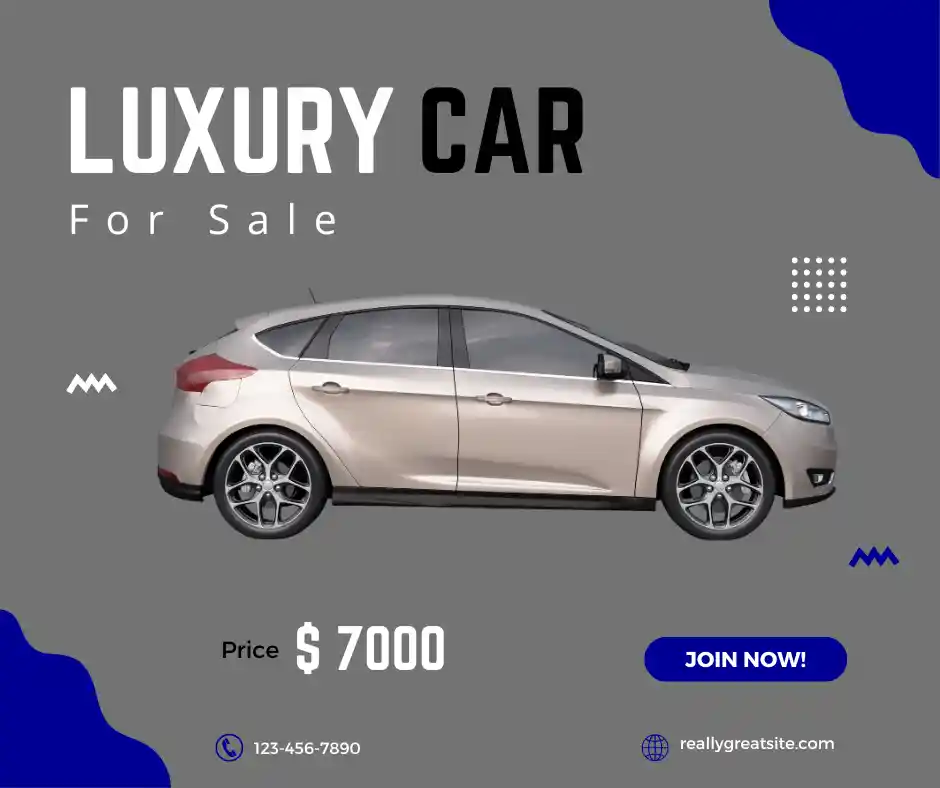 LUXURY CAR
For Sale
Price $ 7000
JOIN NOW!
123-456-7890
reallygreatsite.com